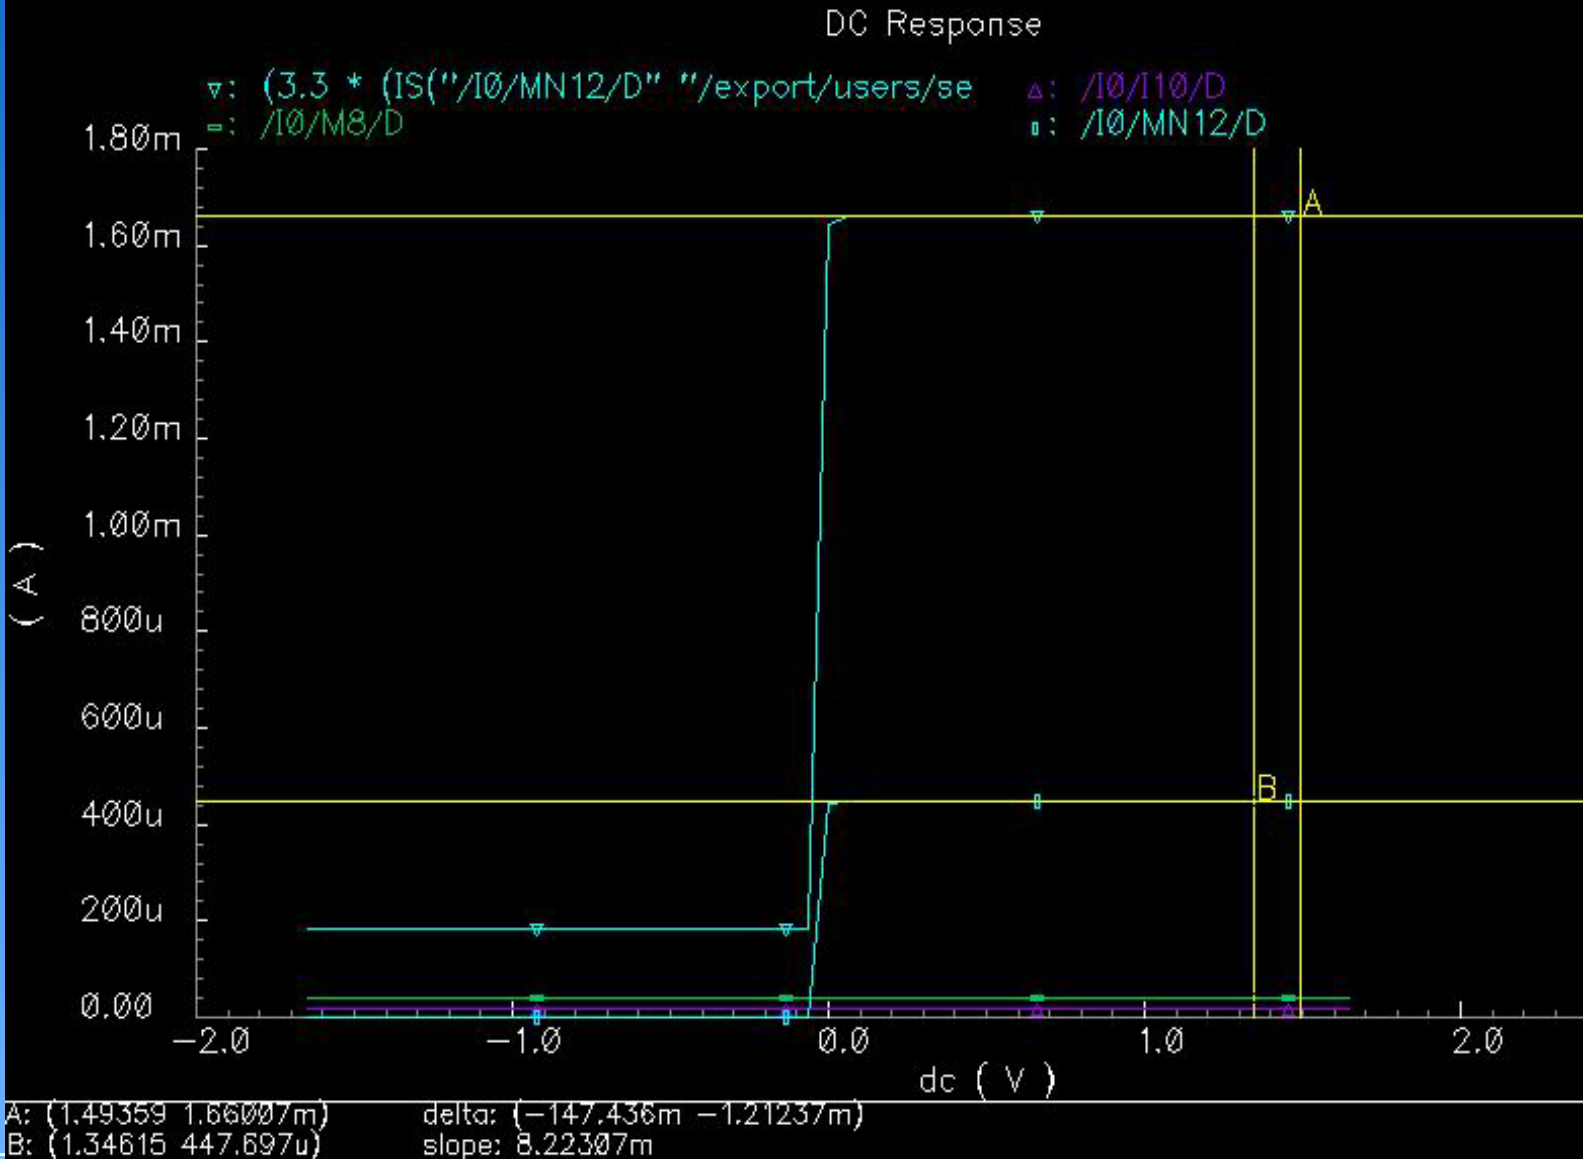 DC Response
▽: (3.3 * (IS("/I0/MN12/D" "/export/users/se △: /I0/I10/D
▭: /I0/M8/D ▯: /I0/MN12/D
1.80m
A
1.60m
1.40m
1.20m
1.00m
( A )
800u
600u
B
400u
200u
0.00
-2.0 -1.0 0.0 1.0 2.0
dc ( V )
A: (1.49359 1.66007m) delta: (-147.436m -1.21237m)
B: (1.34615 447.697u) slope: 8.22307m